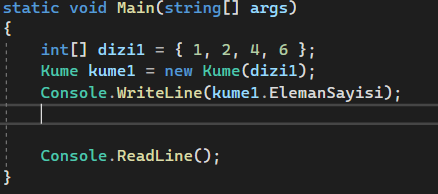 static void Main(string[] args)
{
int[] dizi1 = { 1, 2, 4, 6 };
Kume kume1 = new Kume(dizi1);
Console.WriteLine(kume1.ElemanSayisi);
Console.ReadLine();
}